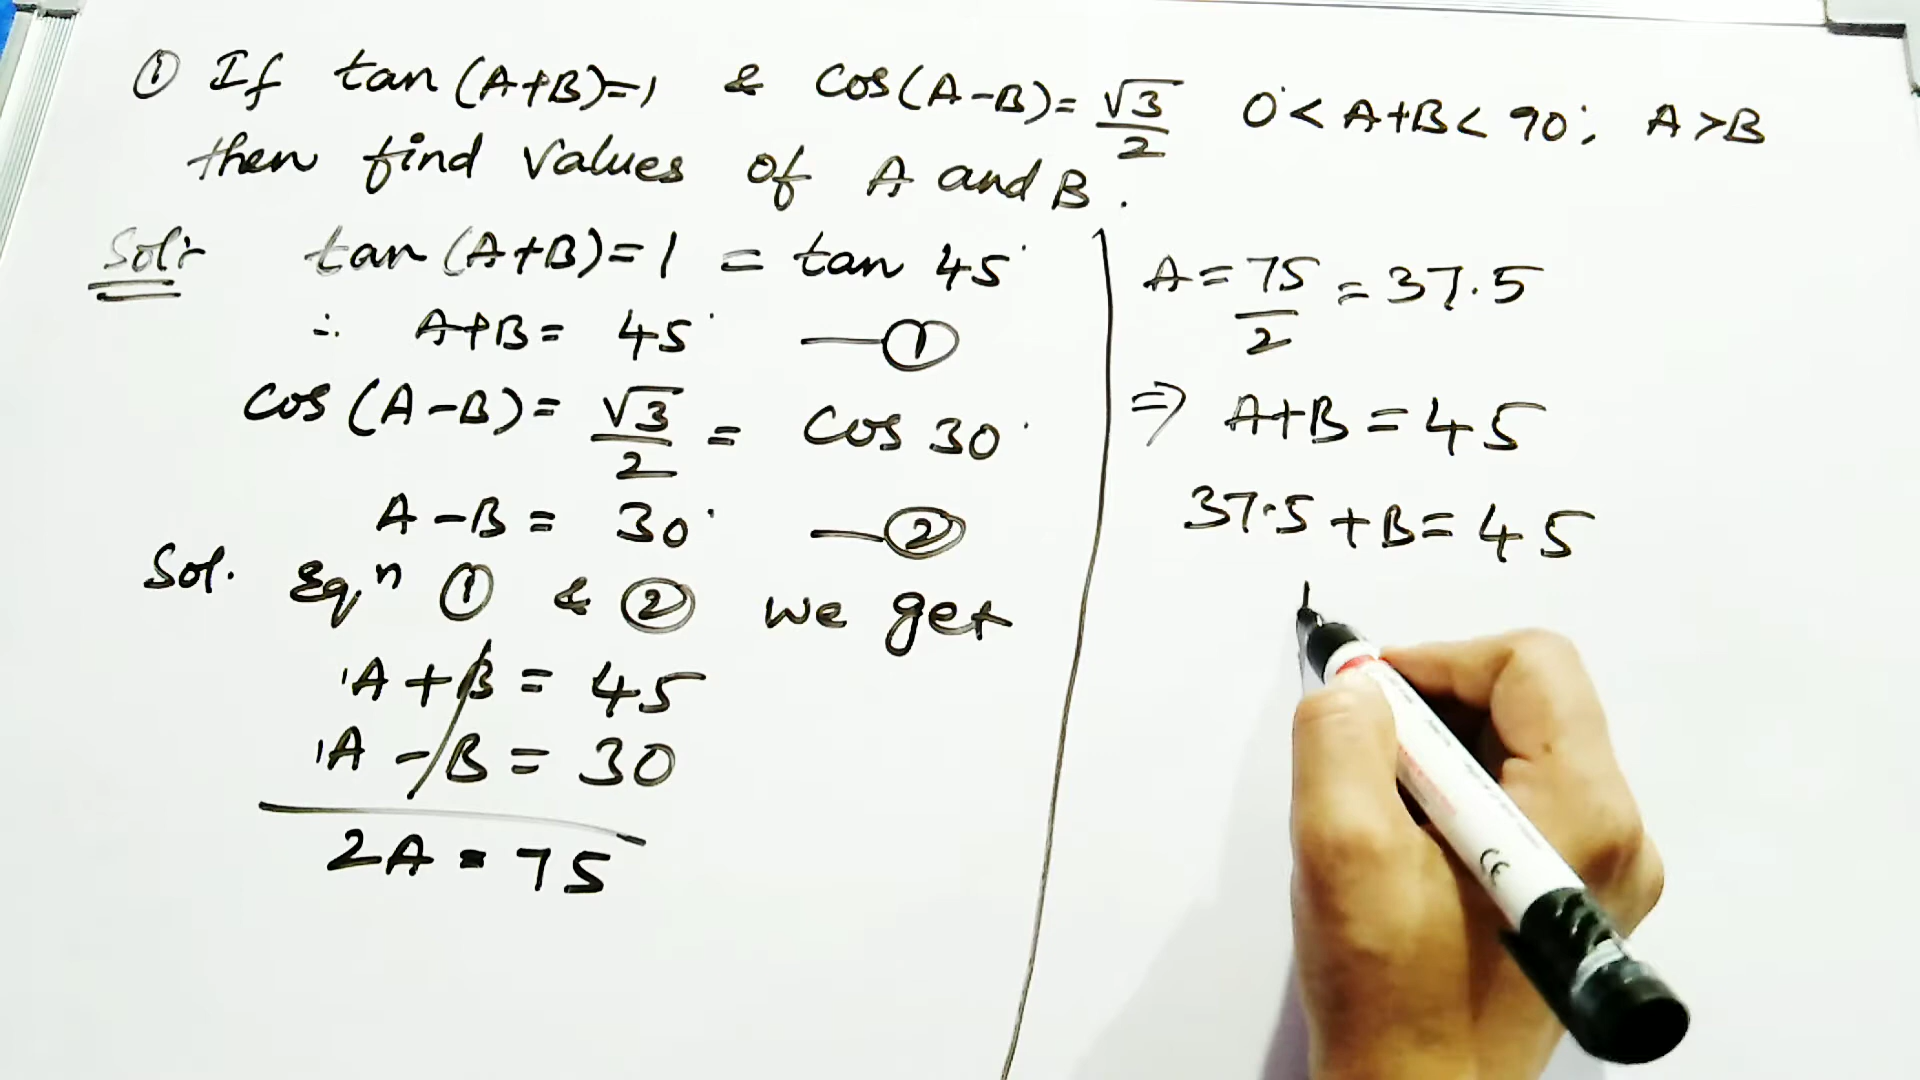 ① If tan(A+B)=1 & cos(A-B)=√3/2 0°<A+B<90°; A>B
then find values of A and B.
Sol:- tan(A+B)=1 = tan 45°
∴ A+B= 45° —①
cos(A-B)= √3/2 = cos 30°
A-B= 30° —②
Sol. Eqⁿ ① & ② we get
A+B = 45
A-B = 30
2A = 75
A = 75/2 = 37.5
⇒ A+B = 45
37.5 + B = 45